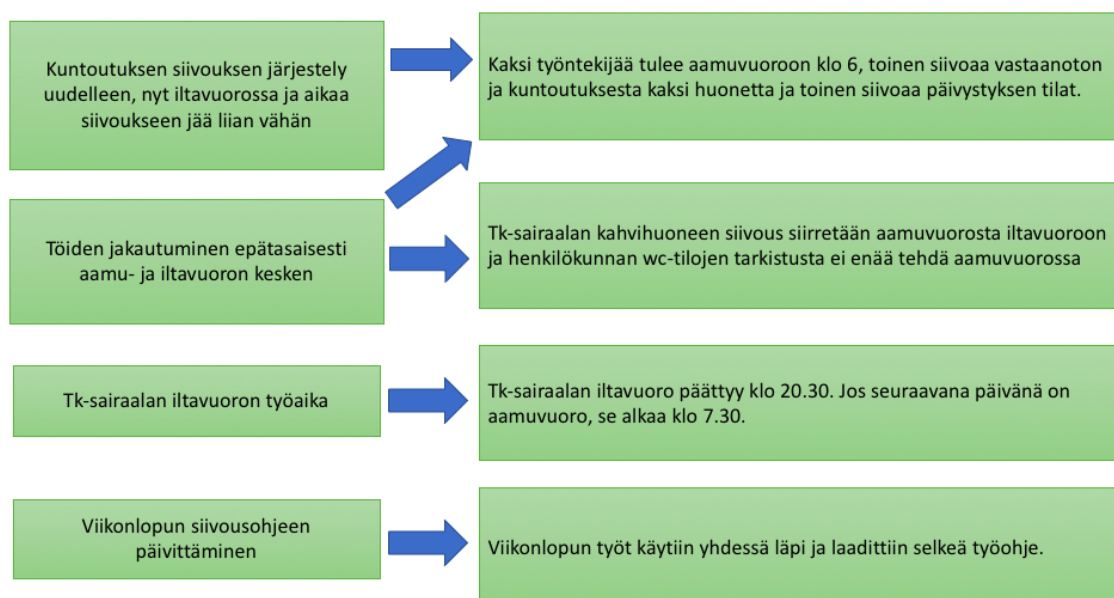 Kuntoutuksen siivouksen järjestely
uudelleen, nyt iltavuorossa ja aikaa
siivoukseen jää liian vähän
Kaksi työntekijää tulee aamuvuoroon klo 6, toinen siivoaa vastaanoton
ja kuntoutuksesta kaksi huonetta ja toinen siivoaa päivystyksen tilat.
Töiden jakautuminen epätasaisesti
aamu- ja iltavuoron kesken
Tk-sairaalan kahvihuoneen siivous siirretään aamuvuorosta iltavuoroon
ja henkilökunnan wc-tilojen tarkistusta ei enää tehdä aamuvuorossa
Tk-sairaalan iltavuoron työaika
Tk-sairaalan iltavuoro päättyy klo 20.30. Jos seuraavana päivänä on
aamuvuoro, se alkaa klo 7.30.
Viikonlopun siivousohjeen
päivittäminen
Viikonlopun työt käytiin yhdessä läpi ja laadittiin selkeä työohje.